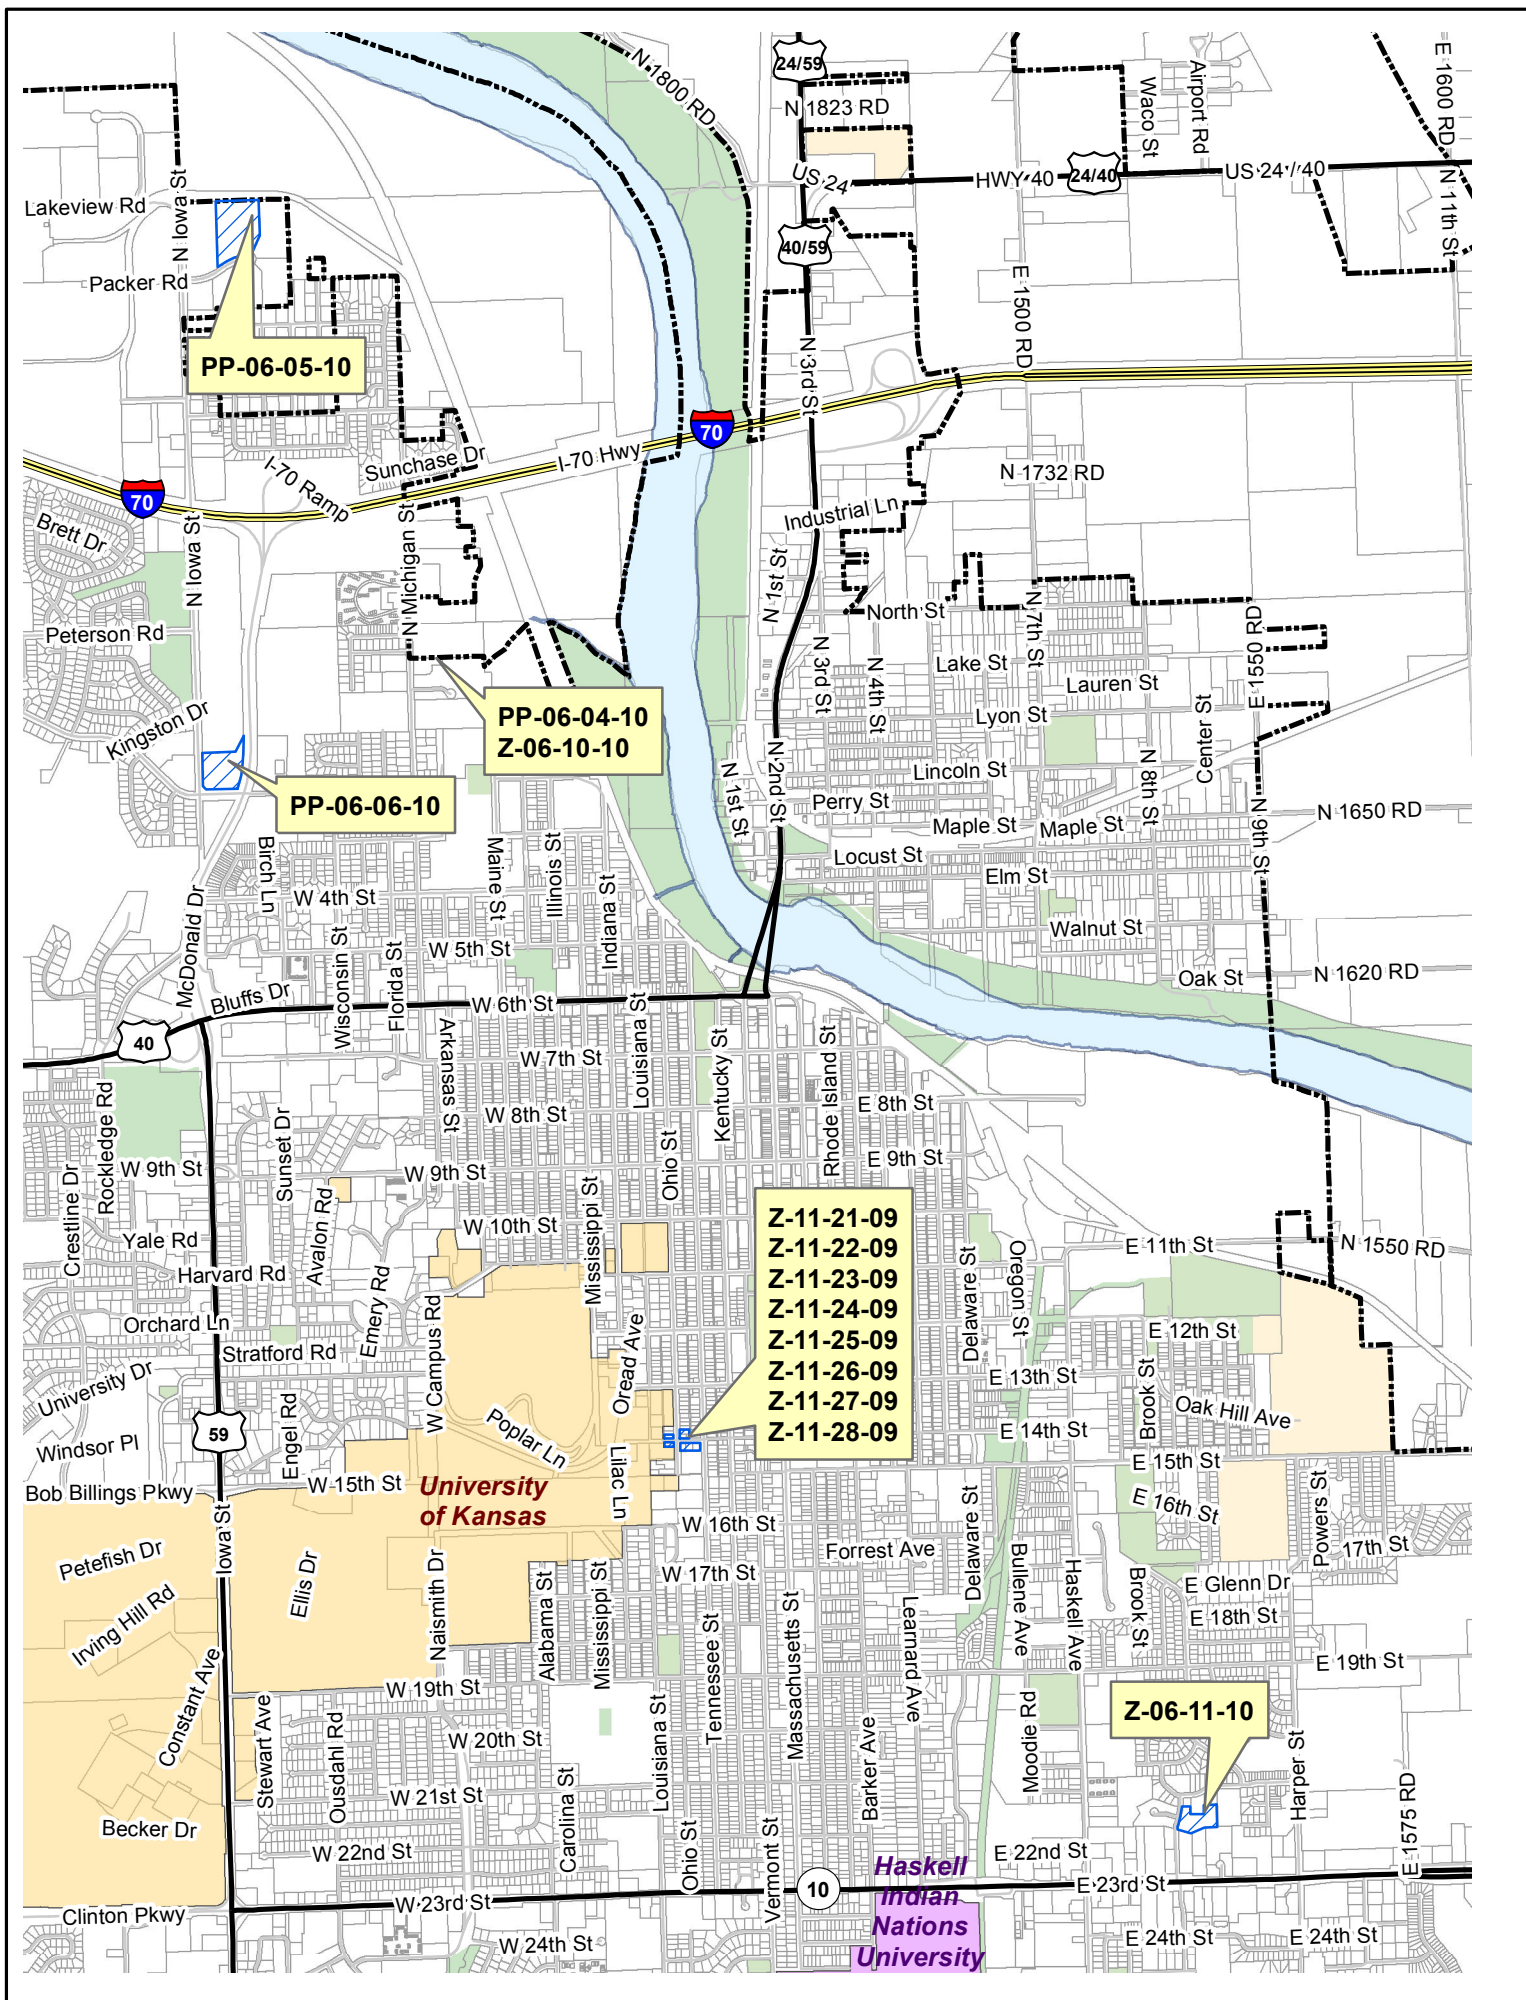 24/59
N 1800 RD
N 1823 RD
Waco St
Airport Rd
E 1600 RD
US 24
HWY 40
24/40
US 24 / 40
N 11th St
Lakeview Rd
N Iowa St
40/59
Packer Rd
E 1500 RD
PP-06-05-10
N 3rd St
70
I-70 Hwy
Sunchase Dr
I-70 Ramp
N 1732 RD
70
Industrial Ln
Brett Dr
N Iowa St
N Michigan St
N 1st St
North St
N 7th St
E 1550 RD
Peterson Rd
N 3rd St
N 4th St
Lake St
Lauren St
Kingston Dr
PP-06-04-10
Z-06-10-10
Lyon St
Center St
N 2nd St
N 1st St
Lincoln St
N 8th St
PP-06-06-10
Perry St
Maple St
Maple St
N 9th St
N 1650 RD
Birch Ln
Maine St
Illinois St
Locust St
Elm St
W 4th St
Indiana St
McDonald Dr
Wisconsin St
Florida St
W 5th St
Walnut St
Oak St
N 1620 RD
Bluffs Dr
W 6th St
40
Arkansas St
Louisiana St
Kentucky St
Rhode Island St
W 7th St
Rockledge Rd
Sunset Dr
W 8th St
E 8th St
Crestline Dr
W 9th St
W 9th St
Ohio St
E 9th St
Avalon Rd
Mississippi St
Z-11-21-09
Z-11-22-09
Z-11-23-09
Z-11-24-09
Z-11-25-09
Z-11-26-09
Z-11-27-09
Z-11-28-09
W 10th St
Yale Rd
Delaware St
Oregon St
E 11th St
N 1550 RD
Harvard Rd
Emery Rd
W Campus Rd
Orchard Ln
Oread Ave
E 12th St
Stratford Rd
University Dr
E 13th St
Brook St
Oak Hill Ave
59
Engel Rd
Poplar Ln
E 14th St
Windsor Pl
Lilac Ln
E 15th St
Bob Billings Pkwy
W 15th St
University
of Kansas
E 16th St
Powers St
Iowa St
W 16th St
Delaware St
Petefish Dr
Ellis Dr
Naismith Dr
Forrest Ave
Bullene Ave
Haskell Ave
17th St
Alabama St
Mississippi St
W 17th St
Learnard Ave
Brook St
E Glenn Dr
Irving Hill Rd
Massachusetts St
E 18th St
Tennessee St
Constant Ave
E 19th St
W 19th St
Z-06-11-10
Stewart Ave
Ousdahl Rd
W 20th St
Louisiana St
Barker Ave
Moodie Rd
Harper St
W 21st St
Carolina St
E 1575 RD
Becker Dr
W 22nd St
Ohio St
Vermont St
E 22nd St
Haskell
Indian
Nations
University
10
E 23rd St
W 23rd St
Clinton Pkwy
W 24th St
E 24th St
E 24th St